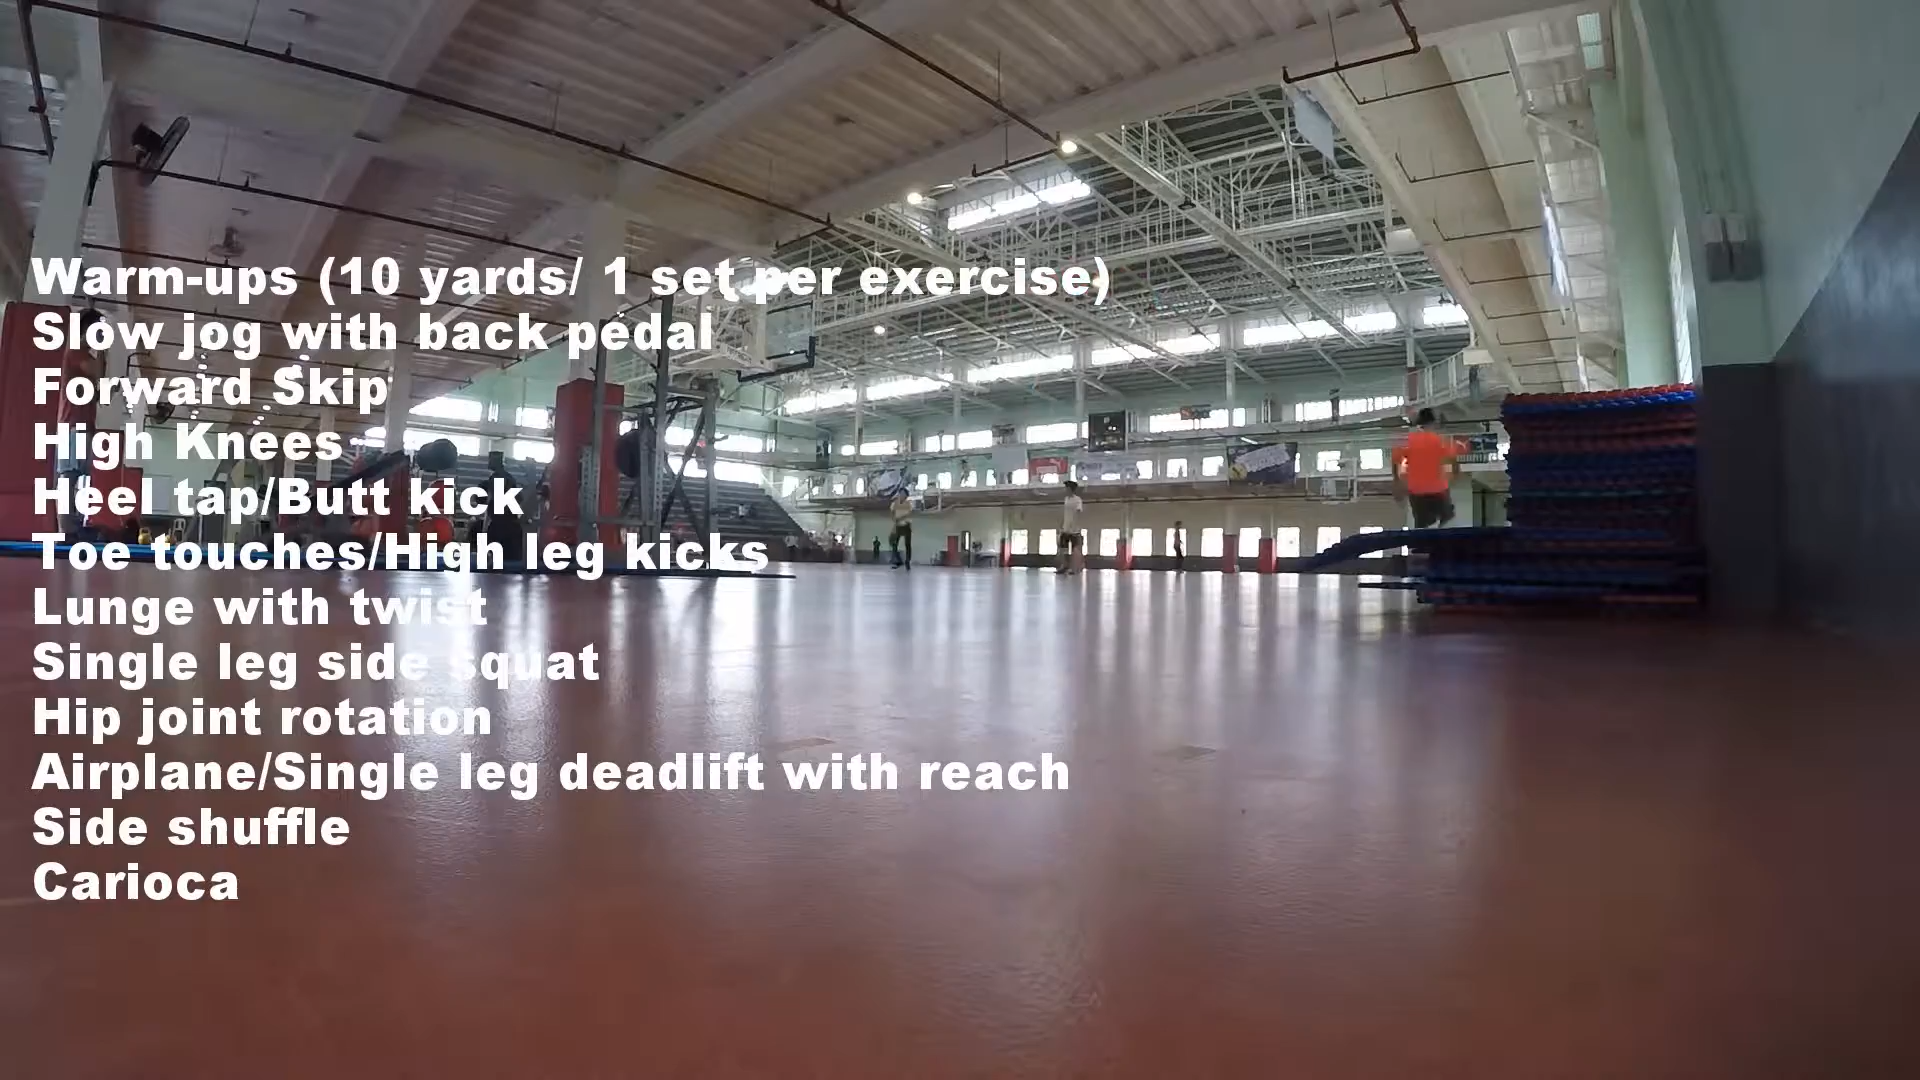 Warm-ups (10 yards/ 1 set per exercise)
Slow jog with back pedal
Forward Skip
High Knees
Heel tap/Butt kick
Toe touches/High leg kicks
Lunge with twist
Single leg side squat
Hip joint rotation
Airplane/Single leg deadlift with reach
Side shuffle
Carioca